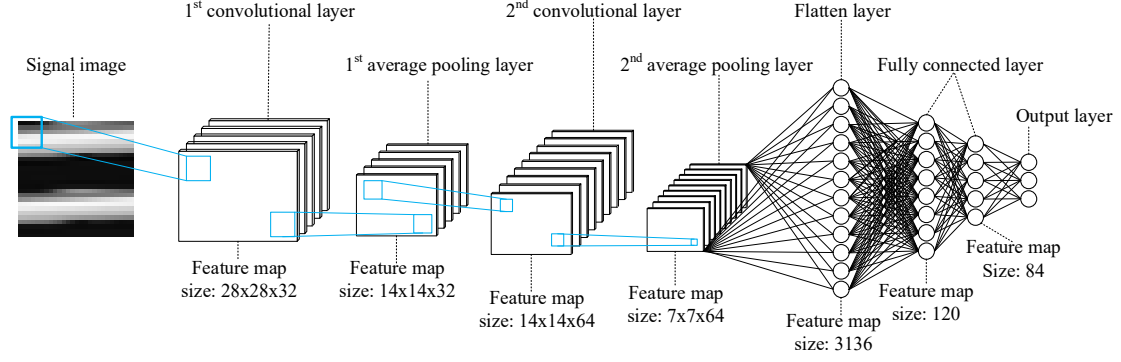 1st convolutional layer
2nd convolutional layer
Flatten layer
Signal image
1st average pooling layer
2nd average pooling layer
Fully connected layer
Output layer
Feature map
size: 28x28x32
Feature map
size: 14x14x32
Feature map
size: 14x14x64
Feature map
size: 7x7x64
Feature map
size: 3136
Feature map
size: 120
Feature map
Size: 84